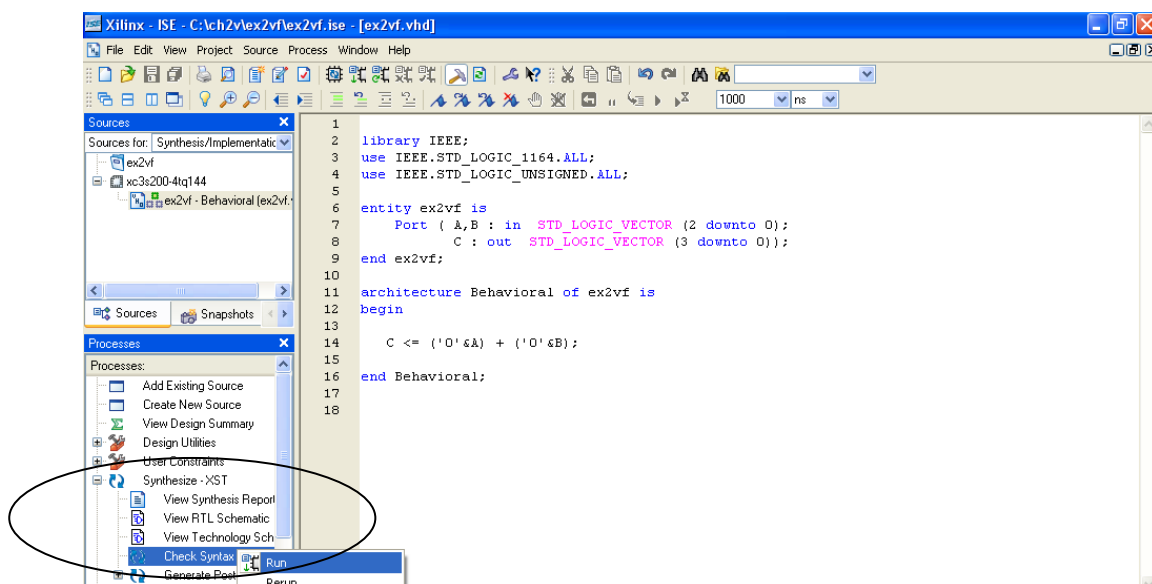 Xilinx - ISE - C:\ch2v\ex2vf\ex2vf.ise - [ex2vf.vhd]
File Edit View Project Source Process Window Help
1000 ns
Sources
Sources for: Synthesis/Implementatic
ex2vf
xc3s200-4tq144
ex2vf - Behavioral (ex2vf.
Sources Snapshots
Processes
Processes:
Add Existing Source
Create New Source
View Design Summary
Design Utilities
User Constraints
Synthesize - XST
View Synthesis Report
View RTL Schematic
View Technology Sch
Check Syntax
Generate Post
Run
Rerun
1
2 library IEEE;
3 use IEEE.STD_LOGIC_1164.ALL;
4 use IEEE.STD_LOGIC_UNSIGNED.ALL;
5
6 entity ex2vf is
7 Port ( A,B : in STD_LOGIC_VECTOR (2 downto 0);
8 C : out STD_LOGIC_VECTOR (3 downto 0));
9 end ex2vf;
10
11 architecture Behavioral of ex2vf is
12 begin
13
14 C <= ('0'&A) + ('0'&B);
15
16 end Behavioral;
17
18